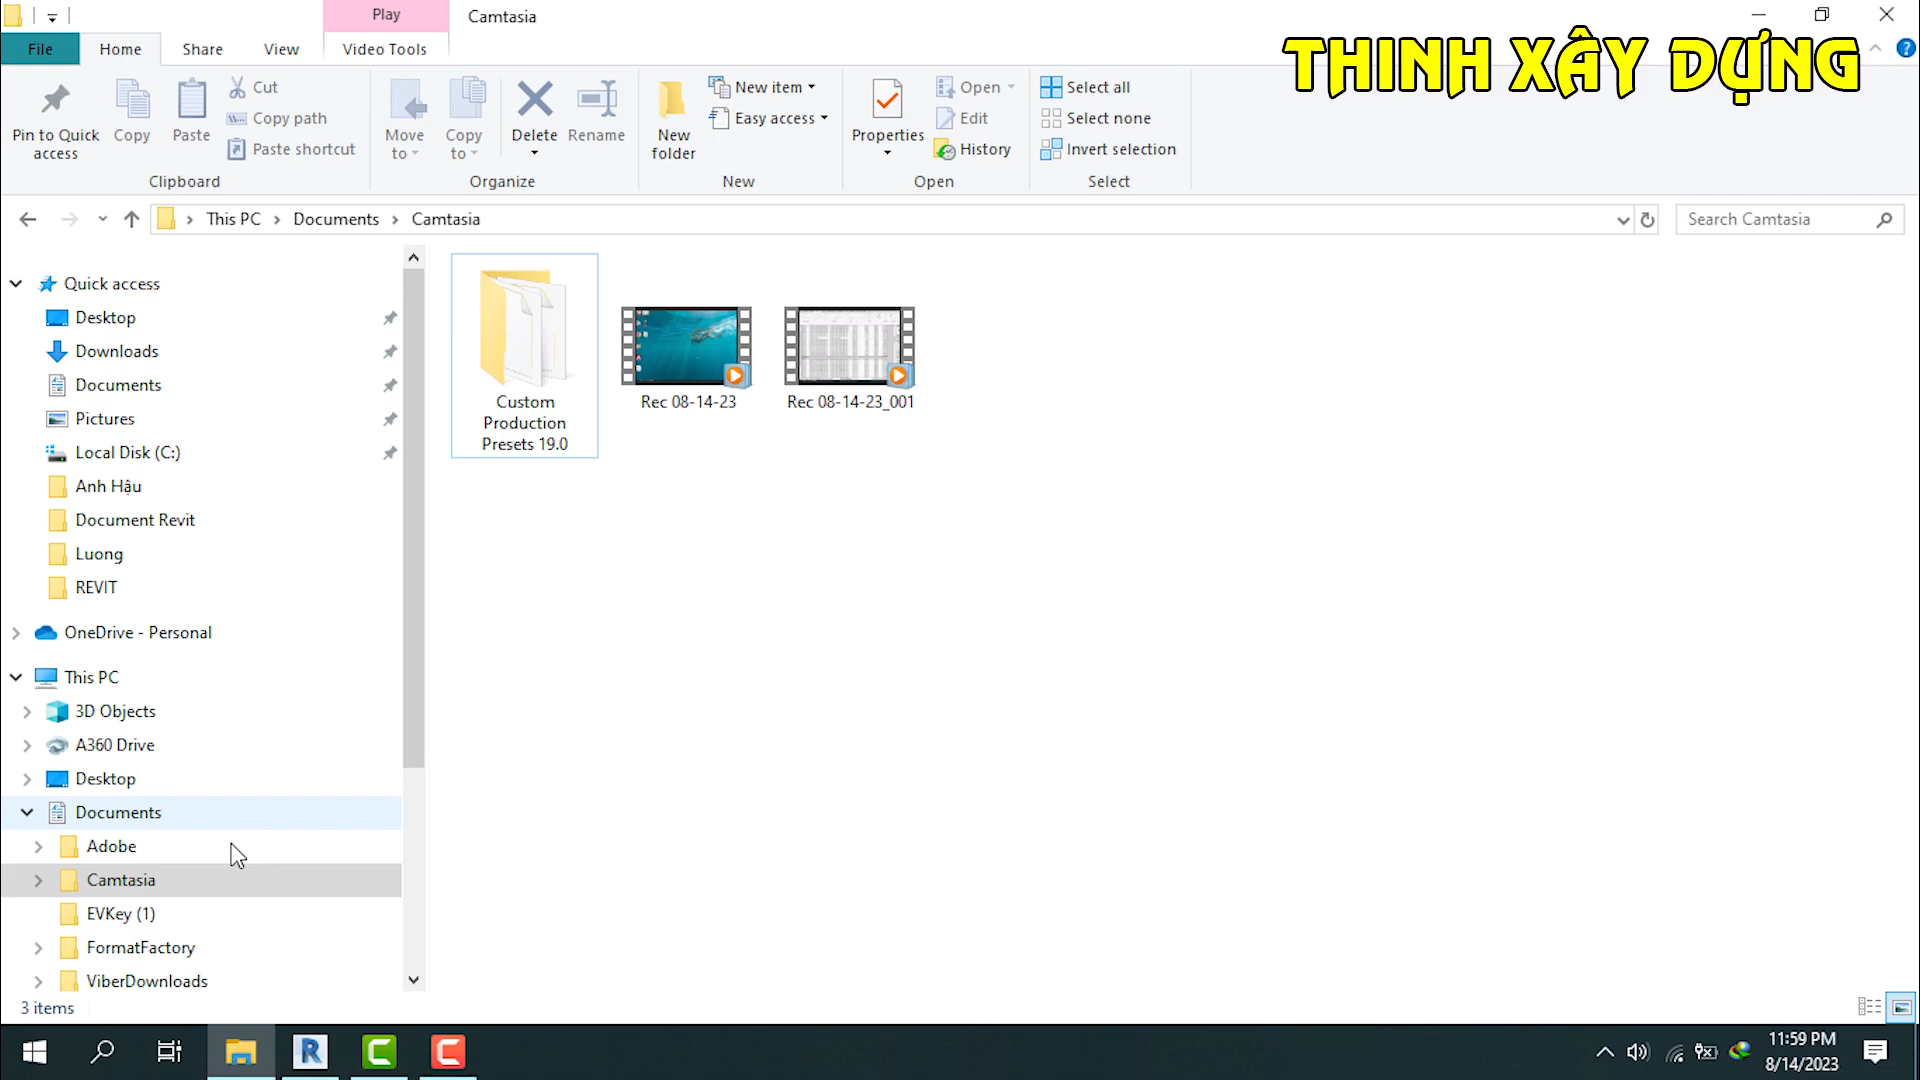 Play
Camtasia
File
Home
Share
View
Video Tools
THINH XÂY DỰNG
Pin to Quick access
Copy
Paste
Cut
Copy path
Paste shortcut
Clipboard
Move to
Copy to
Delete
Rename
Organize
New folder
New item
Easy access
New
Properties
Open
Edit
History
Open
Select all
Select none
Invert selection
Select
This PC
Documents
Camtasia
Search Camtasia
Quick access
Desktop
Downloads
Documents
Pictures
Local Disk (C:)
Anh Hậu
Document Revit
Luong
REVIT
OneDrive - Personal
This PC
3D Objects
A360 Drive
Desktop
Documents
Adobe
Camtasia
EVKey (1)
FormatFactory
ViberDownloads
Custom
Production
Presets 19.0
Rec 08-14-23
Rec 08-14-23_001
3 items
11:59 PM
8/14/2023